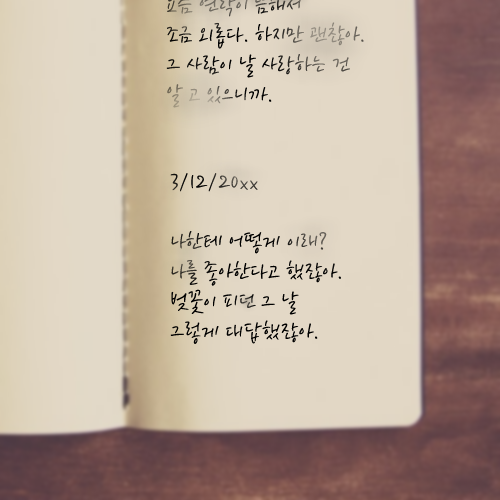 요즘 연락이 뜸해서
조금 외롭다. 하지만 괜찮아.
그 사람이 날 사랑하는 건
알고 있으니까.
3/12/20xx
나한테 어떻게 이래?
나를 좋아한다고 했잖아.
벚꽃이 피던 그 날
그렇게 대답했잖아.